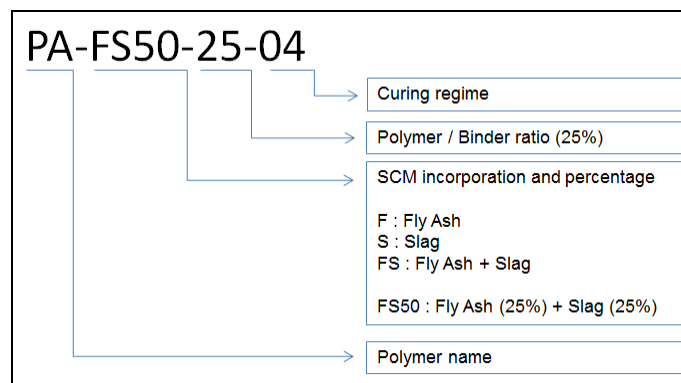 PA-FS50-25-04
Curing regime
Polymer / Binder ratio (25%)
SCM incorporation and percentage
F : Fly Ash
S : Slag
FS : Fly Ash + Slag
FS50 : Fly Ash (25%) + Slag (25%)
Polymer name